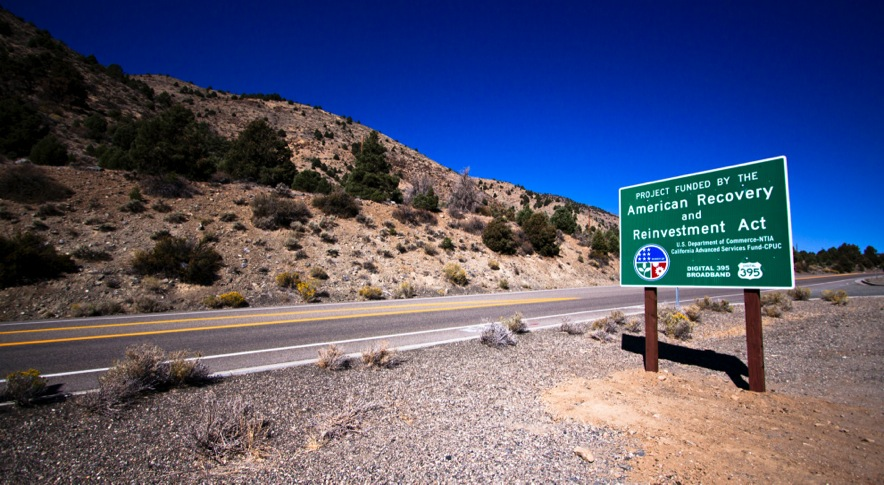 PROJECT FUNDED BY THE
American Recovery
and
Reinvestment Act
U.S. Department of Commerce-NTIA
California Advanced Services Fund-CPUC
DIGITAL 395
BROADBAND
395